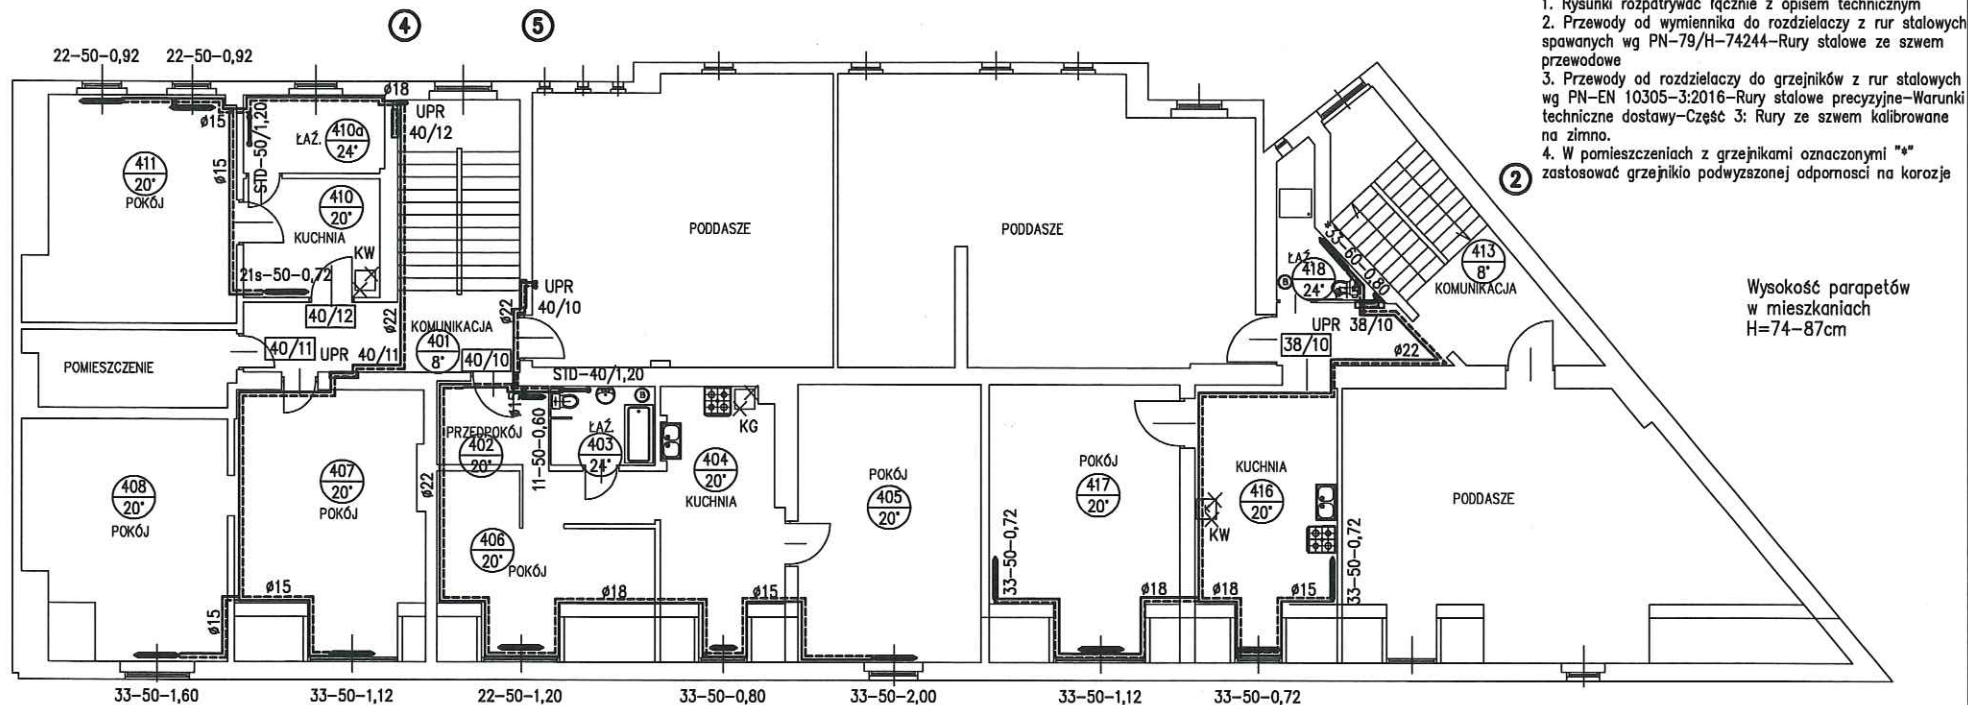 1. Rysunki rozpatrywać łącznie z opisem technicznym
2. Przewody od wymiennika do rozdzielaczy z rur stalowych
spawanych wg PN-79/H-74244-Rury stalowe ze szwem
przewodowe
3. Przewody od rozdzielaczy do grzejników z rur stalowych
wg PN-EN 10305-3:2016-Rury stalowe precyzyjne-Warunki
techniczne dostawy-Część 3: Rury ze szwem kalibrowane
na zimno.
4. W pomieszczeniach z grzejnikami oznaczonymi "*"
zastosować grzejnikio podwyzszonej odpornosci na korozje
4
5
2
22-50-0,92
22-50-0,92
ø18
UPR
40/12
ø15
ø15
STD-50/1,20
ŁAŹ.
410a
24°
411
20°
POKÓJ
410
20°
KUCHNIA
KW
21s-50-0,72
40/12
ø22
PODDASZE
PODDASZE
UPR
40/10
ø22
KOMUNIKACJA
401
8°
40/10
40/11
UPR
40/11
POMIESZCZENIE
*33-60-0,80
ŁAŹ.
418
24°
B
ø15
413
8°
KOMUNIKACJA
UPR
38/10
38/10
ø22
Wysokość parapetów
w mieszkaniach
H=74-87cm
STD-40/1,20
11-50-0,60
PRZEDPOKÓJ
402
20°
ŁAŹ.
403
24°
B
KG
404
20°
KUCHNIA
POKÓJ
405
20°
POKÓJ
417
20°
KUCHNIA
416
20°
KW
PODDASZE
408
20°
POKÓJ
407
20°
POKÓJ
ø22
406
20°
POKÓJ
33-50-0,72
33-50-0,72
ø15
ø15
ø18
ø15
ø18
ø18
ø15
33-50-1,60
33-50-1,12
22-50-1,20
33-50-0,80
33-50-2,00
33-50-1,12
33-50-0,72